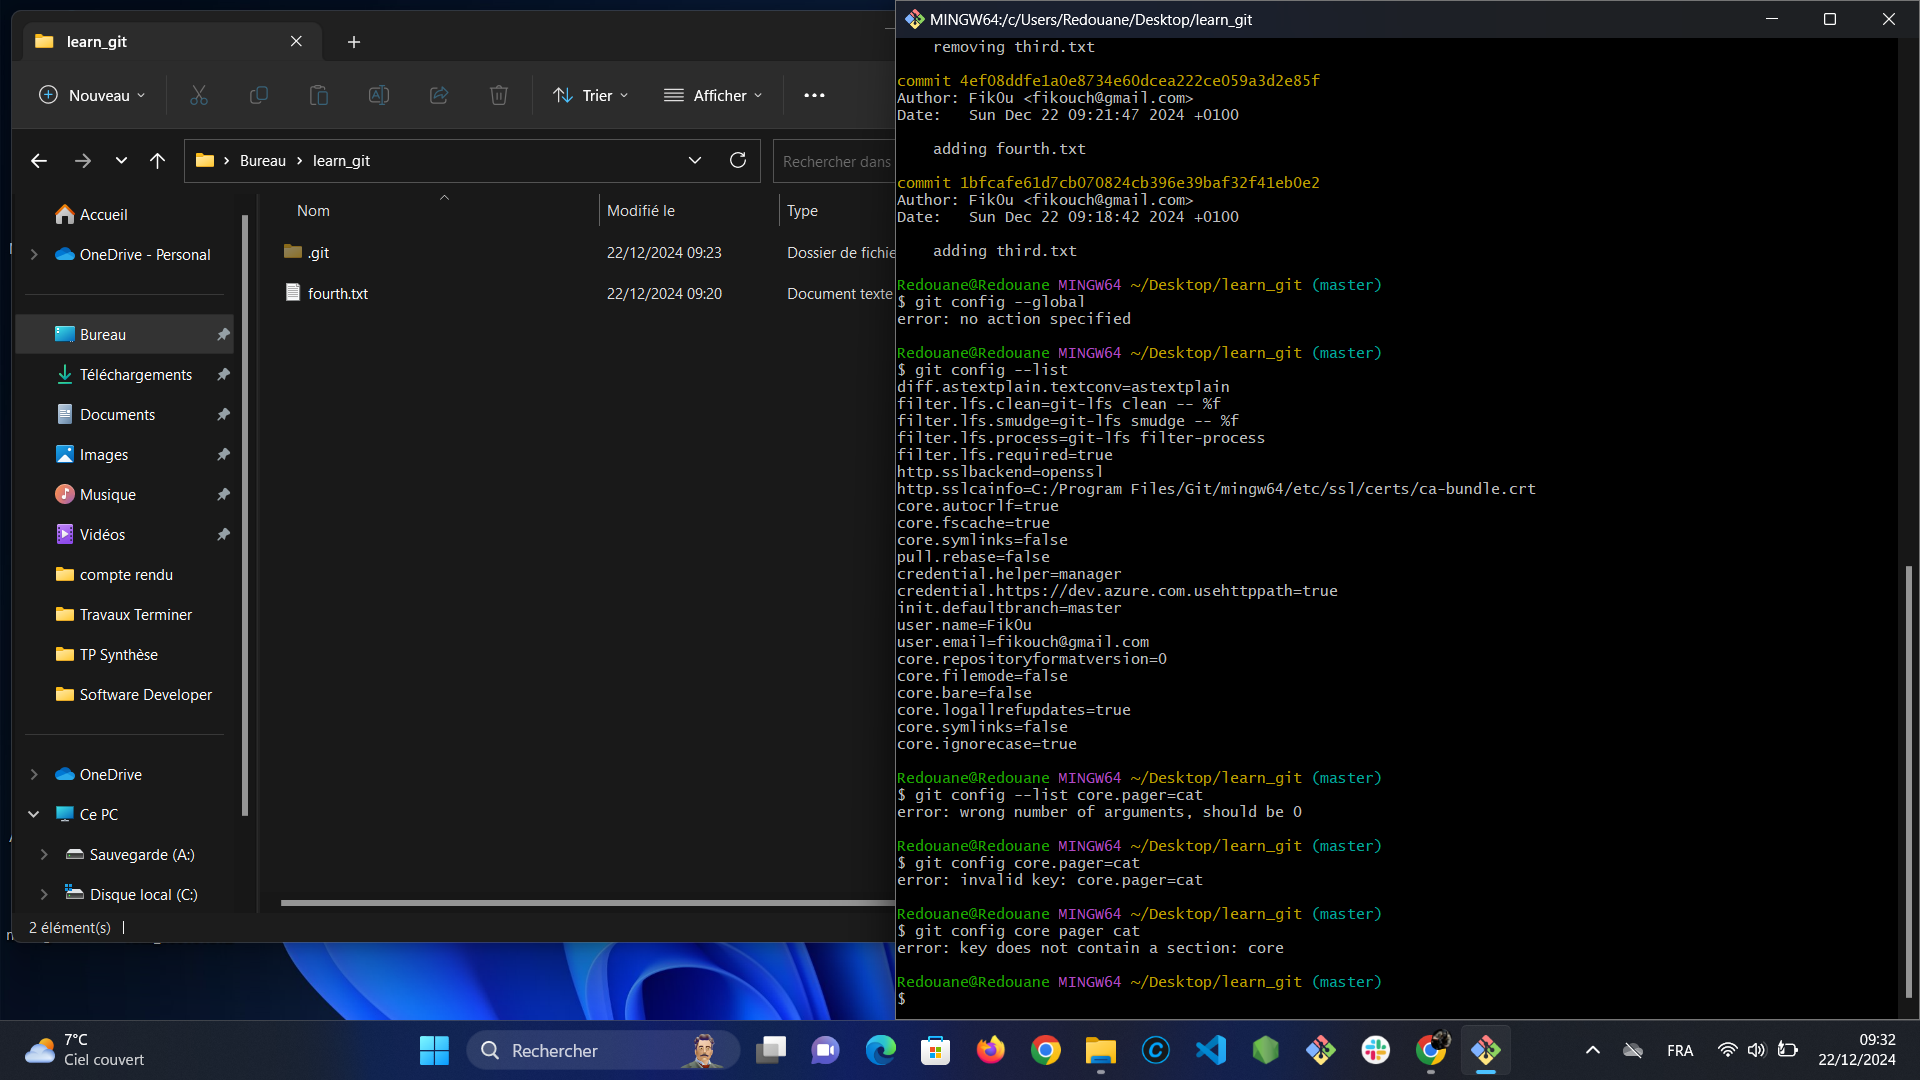 learn_git
Nouveau
Trier
Afficher
Bureau
learn_git
Rechercher dans
Nom
Modifié le
Type
.git
22/12/2024 09:23
Dossier de fichie
fourth.txt
22/12/2024 09:20
Document texte
Accueil
OneDrive - Personal
Bureau
Téléchargements
Documents
Images
Musique
Vidéos
compte rendu
Travaux Terminer
TP Synthèse
Software Developer
OneDrive
Ce PC
Sauvegarde (A:)
Disque local (C:)
2 élément(s)
MINGW64:/c/Users/Redouane/Desktop/learn_git
removing third.txt
commit 4ef08ddfe1a0e8734e60dcea222ce059a3d2e85f
Author: Fik0u <fikouch@gmail.com>
Date:   Sun Dec 22 09:21:47 2024 +0100
adding fourth.txt
commit 1bfcafe61d7cb070824cb396e39baf32f41eb0e2
Author: Fik0u <fikouch@gmail.com>
Date:   Sun Dec 22 09:18:42 2024 +0100
adding third.txt
Redouane@Redouane MINGW64 ~/Desktop/learn_git (master)
$ git config --global
error: no action specified
Redouane@Redouane MINGW64 ~/Desktop/learn_git (master)
$ git config --list
diff.astextplain.textconv=astextplain
filter.lfs.clean=git-lfs clean -- %f
filter.lfs.smudge=git-lfs smudge -- %f
filter.lfs.process=git-lfs filter-process
filter.lfs.required=true
http.sslbackend=openssl
http.sslcainfo=C:/Program Files/Git/mingw64/etc/ssl/certs/ca-bundle.crt
core.autocrlf=true
core.fscache=true
core.symlinks=false
pull.rebase=false
credential.helper=manager
credential.https://dev.azure.com.usehttppath=true
init.defaultbranch=master
user.name=Fik0u
user.email=fikouch@gmail.com
core.repositoryformatversion=0
core.filemode=false
core.bare=false
core.logallrefupdates=true
core.symlinks=false
core.ignorecase=true
Redouane@Redouane MINGW64 ~/Desktop/learn_git (master)
$ git config --list core.pager=cat
error: wrong number of arguments, should be 0
Redouane@Redouane MINGW64 ~/Desktop/learn_git (master)
$ git config core.pager=cat
error: invalid key: core.pager=cat
Redouane@Redouane MINGW64 ~/Desktop/learn_git (master)
$ git config core pager cat
error: key does not contain a section: core
Redouane@Redouane MINGW64 ~/Desktop/learn_git (master)
$
7°C
Ciel couvert
Rechercher
FRA
09:32
22/12/2024